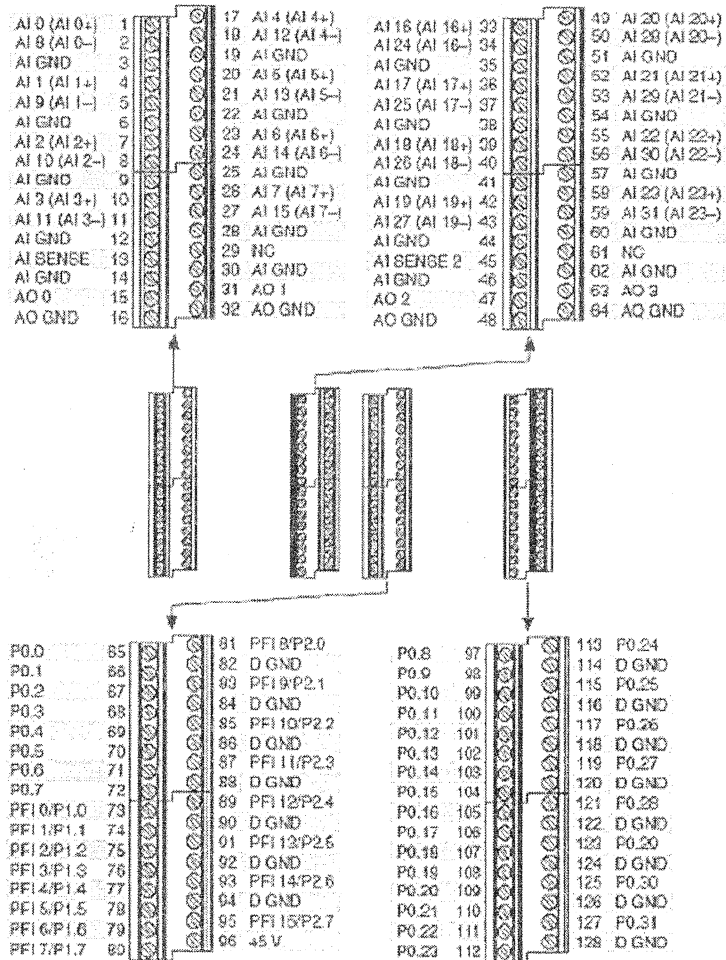 AI 0 (AI 0+) 1
AI 8 (AI 0–) 2
AI GND 3
AI 1 (AI 1+) 4
AI 9 (AI 1–) 5
AI GND 6
AI 2 (AI 2+) 7
AI 10 (AI 2–) 8
AI GND 9
AI 3 (AI 3+) 10
AI 11 (AI 3–) 11
AI GND 12
AI SENSE 13
AI GND 14
AO 0 15
AO GND 16
17 AI 4 (AI 4+)
18 AI 12 (AI 4–)
19 AI GND
20 AI 5 (AI 5+)
21 AI 13 (AI 5–)
22 AI GND
23 AI 6 (AI 6+)
24 AI 14 (AI 6–)
25 AI GND
26 AI 7 (AI 7+)
27 AI 15 (AI 7–)
28 AI GND
29 NC
30 AI GND
31 AO 1
32 AO GND
AI 16 (AI 16+) 33
AI 24 (AI 16–) 34
AI GND 35
AI 17 (AI 17+) 36
AI 25 (AI 17–) 37
AI GND 38
AI 18 (AI 18+) 39
AI 26 (AI 18–) 40
AI GND 41
AI 19 (AI 19+) 42
AI 27 (AI 19–) 43
AI GND 44
AI SENSE 2 45
AI GND 46
AO 2 47
AO GND 48
49 AI 20 (AI 20+)
50 AI 28 (AI 20–)
51 AI GND
52 AI 21 (AI 21+)
53 AI 29 (AI 21–)
54 AI GND
55 AI 22 (AI 22+)
56 AI 30 (AI 22–)
57 AI GND
58 AI 23 (AI 23+)
59 AI 31 (AI 23–)
60 AI GND
61 NC
62 AI GND
63 AO 3
64 AO GND
P0.0 65
P0.1 66
P0.2 67
P0.3 68
P0.4 69
P0.5 70
P0.6 71
P0.7 72
PFI 0/P1.0 73
PFI 1/P1.1 74
PFI 2/P1.2 75
PFI 3/P1.3 76
PFI 4/P1.4 77
PFI 5/P1.5 78
PFI 6/P1.6 79
PFI 7/P1.7 80
81 PFI 8/P2.0
82 D GND
83 PFI 9/P2.1
84 D GND
85 PFI 10/P2.2
86 D GND
87 PFI 11/P2.3
88 D GND
89 PFI 12/P2.4
90 D GND
91 PFI 13/P2.5
92 D GND
93 PFI 14/P2.6
94 D GND
95 PFI 15/P2.7
96 +5 V
P0.8 97
P0.9 98
P0.10 99
P0.11 100
P0.12 101
P0.13 102
P0.14 103
P0.15 104
P0.16 105
P0.17 106
P0.18 107
P0.19 108
P0.20 109
P0.21 110
P0.22 111
P0.23 112
113 P0.24
114 D GND
115 P0.25
116 D GND
117 P0.26
118 D GND
119 P0.27
120 D GND
121 P0.28
122 D GND
123 P0.29
124 D GND
125 P0.30
126 D GND
127 P0.31
128 D GND